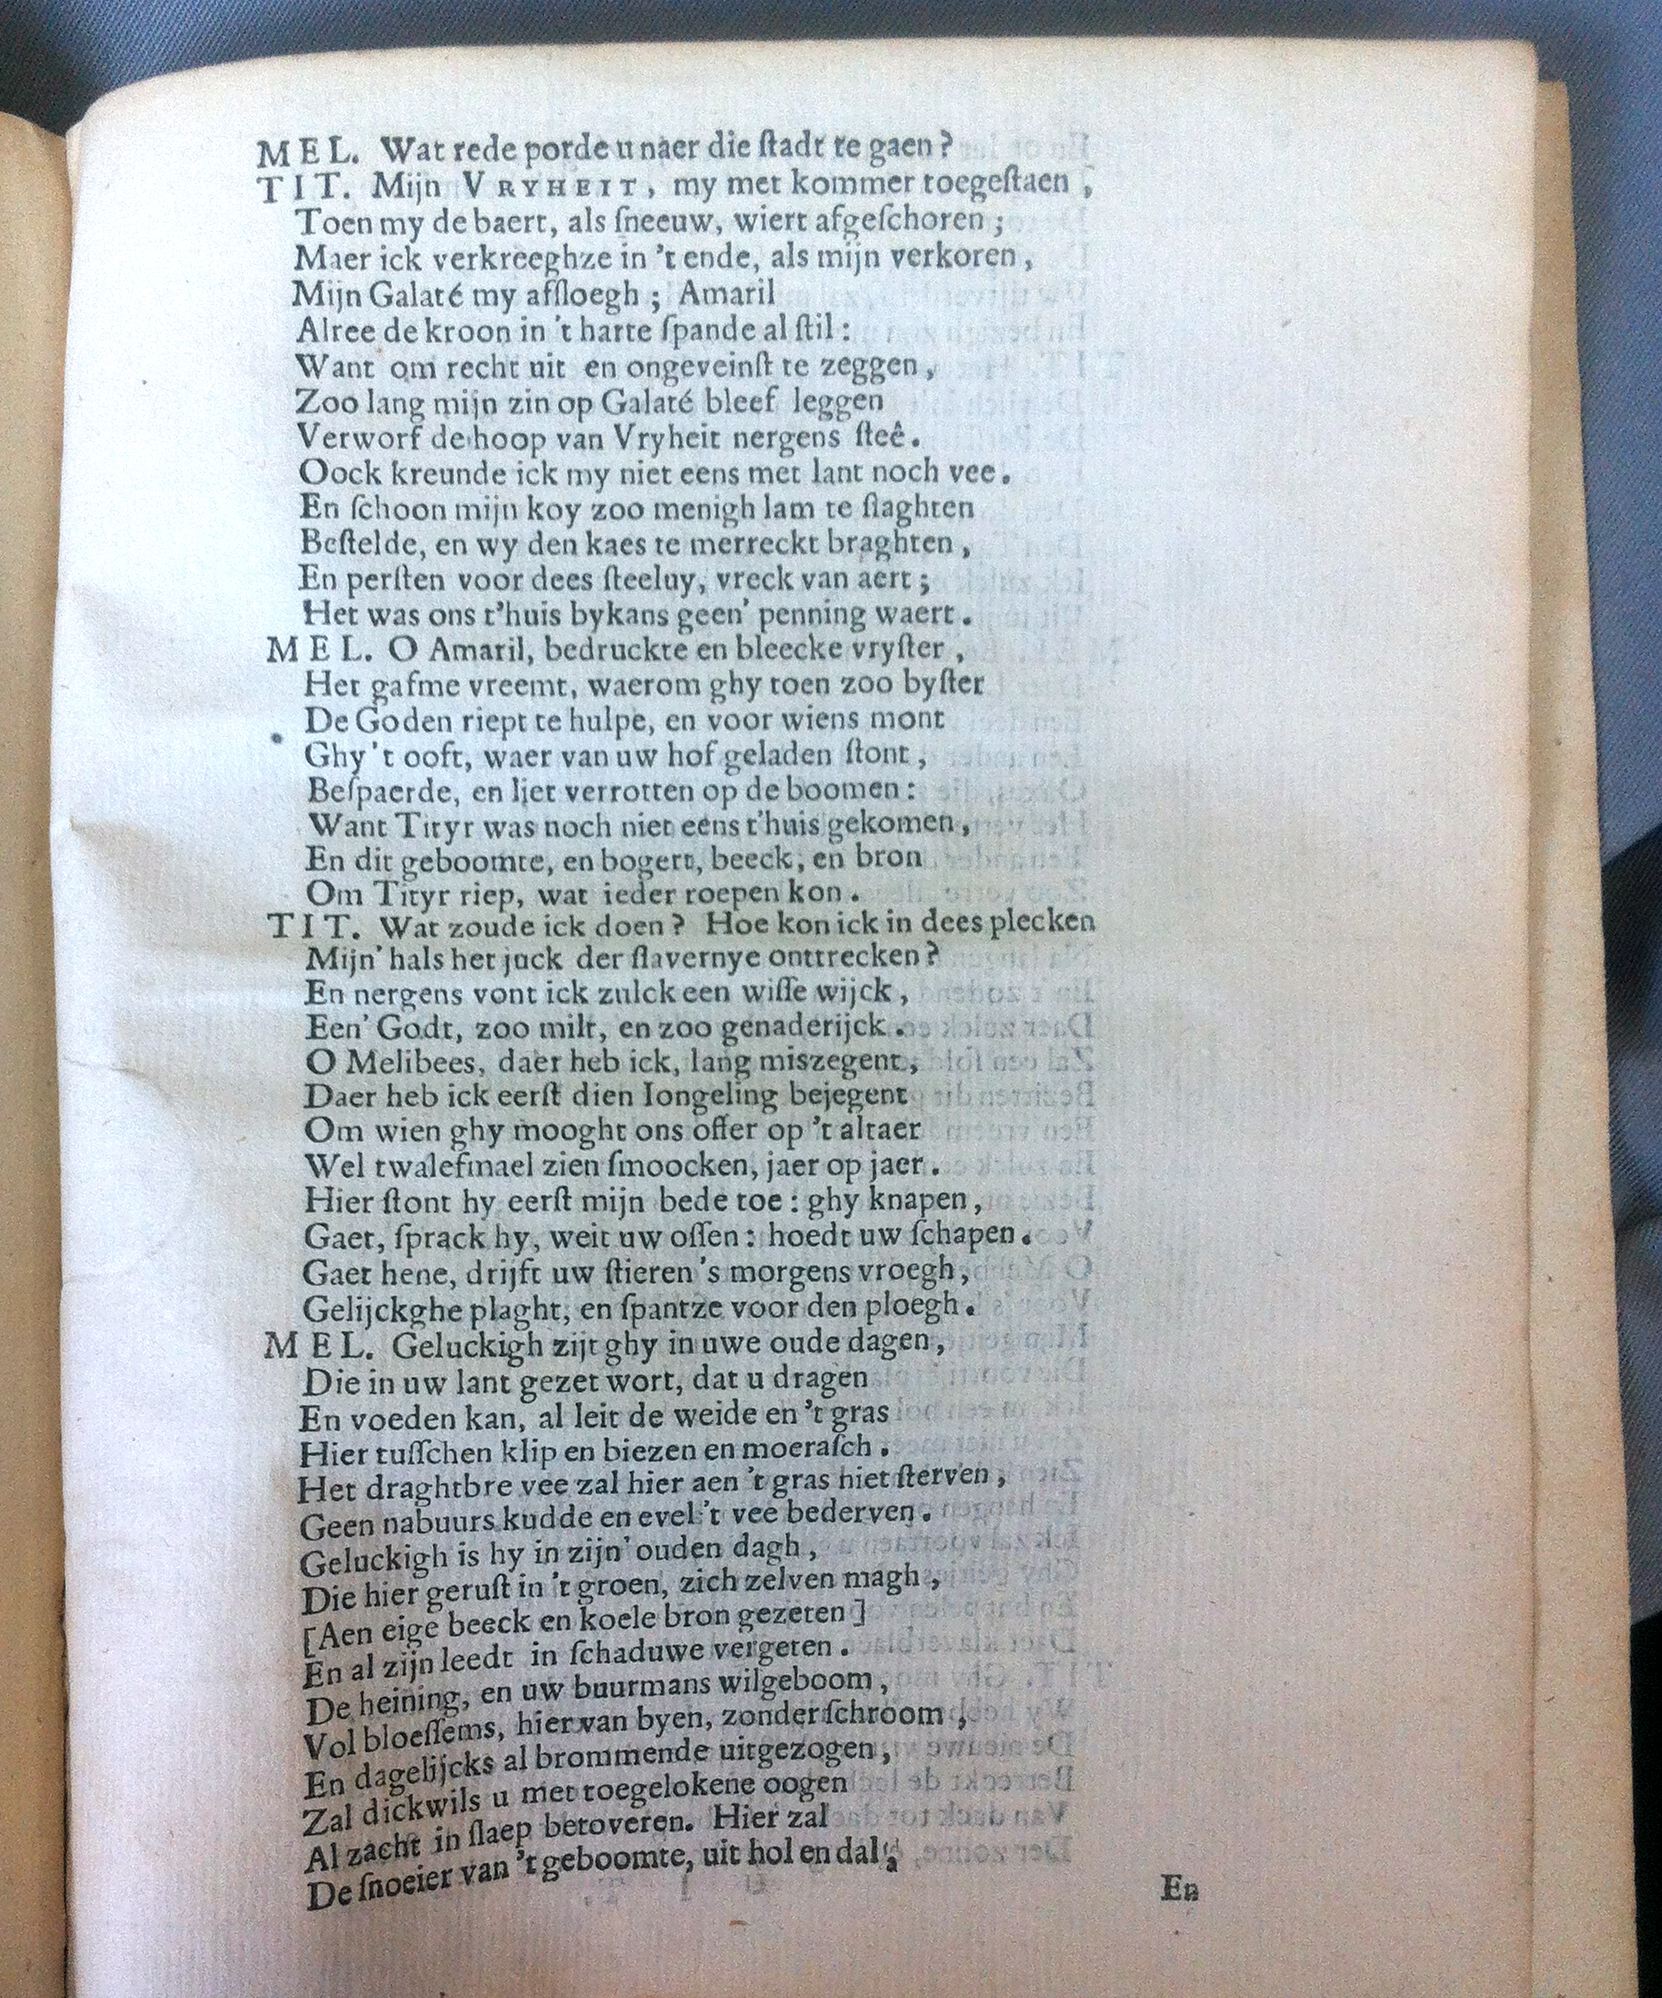 MEL. Wat rede porde u naer die ſtadt te gaen?
TIT. Mijn VRYHEIT, my met kommer toegeſtaen,
Toen my de baert, als ſneeuw, wiert afgeſchoren;
Maer ick verkreeghze in 't ende, als mijn verkoren,
Mijn Galaté my afſloegh; Amaril
Alree de kroon in 't harte ſpande al ſtil:
Want om recht uit en ongeveinſt te zeggen,
Zoo lang mijn zin op Galaté bleef leggen
Verworf de hoop van Vryheit nergens ſteê.
Oock kreunde ick my niet eens met lant noch vee.
En ſchoon mijn koy zoo menigh lam te ſlaghten
Beſtelde, en wy den kaes te merreckt braghten,
En perſten voor dees ſteeluy, vreck van aert;
Het was ons t'huis bykans geen' penning waert.
MEL. O Amaril, bedruckte en bleecke vryſter,
Het gafme vreemt, waerom ghy toen zoo byſter
De Goden riept te hulpe, en voor wiens mont
Ghy 't ooft, waer van uw hof geladen ſtont,
Beſpaerde, en liet verrotten op de boomen:
Want Tityr was noch niet eens t'huis gekomen,
En dit geboomte, en bogert, beeck, en bron
Om Tityr riep, wat ieder roepen kon.
TIT. Wat zoude ick doen? Hoe kon ick in dees plecken
Mijn' hals het juck der ſlavernye onttrecken?
En nergens vont ick zulck een wiſſe wijck,
Een' Godt, zoo milt, en zoo genaderijck.
O Melibees, daer heb ick, lang miszegent,
Daer heb ick eerſt dien Iongeling bejegent
Om wien ghy mooght ons offer op 't altaer
Wel twalefmael zien ſmoocken, jaer op jaer.
Hier ſtont hy eerſt mijn bede toe: ghy knapen,
Gaet, ſprack hy, weit uw oſſen: hoedt uw ſchapen.
Gaet hene, drijft uw ſtieren 's morgens vroegh,
Gelijckghe plaght, en ſpantze voor den ploegh.
MEL. Geluckigh zijt ghy in uwe oude dagen,
Die in uw lant gezet wort, dat u dragen
En voeden kan, al leit de weide en 't gras
Hier tuſſchen klip en biezen en moeraſch.
Het draghtbre vee zal hier aen 't gras niet ſterven,
Geen nabuurs kudde en evel 't vee bederven.
Geluckigh is hy in zijn' ouden dagh,
Die hier geruſt in 't groen, zich zelven magh,
[Aen eige beeck en koele bron gezeten]
En al zijn leedt in ſchaduwe vergeten.
De heining, en uw buurmans wilgeboom,
Vol bloeſſems, hier van byen, zonder ſchroom,
En dagelijcks al brommende uitgezogen,
Zal dickwils u met toegelokene oogen
Al zacht in ſlaep betoveren. Hier zal
De ſnoeier van 't geboomte, uit hol en dal,
En